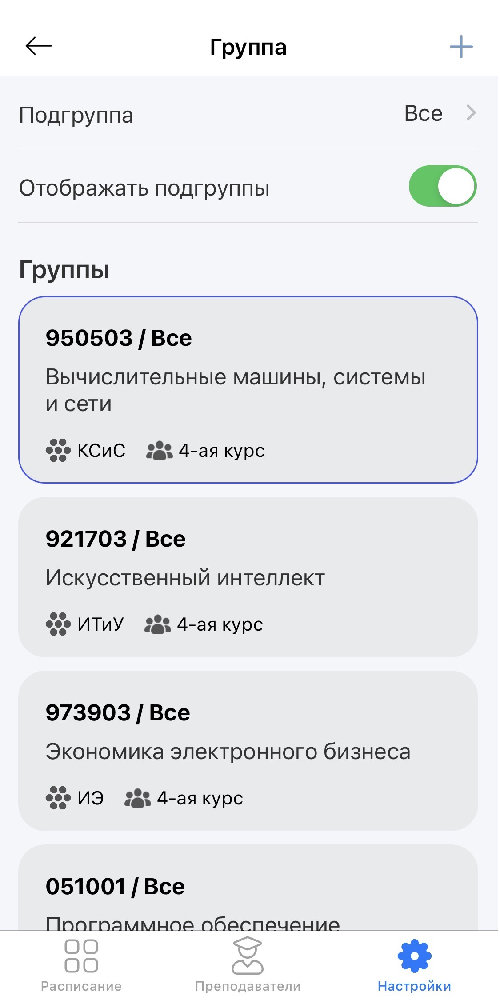 Группа
Подгруппа Все
Отображать подгруппы
Группы
950503 / Все
Вычислительные машины, системы
и сети
КСиС 4-ая курс
921703 / Все
Искусственный интеллект
ИТиУ 4-ая курс
973903 / Все
Экономика электронного бизнеса
ИЭ 4-ая курс
051001 / Все
Программное обеспечение
Расписание Преподаватели Настройки